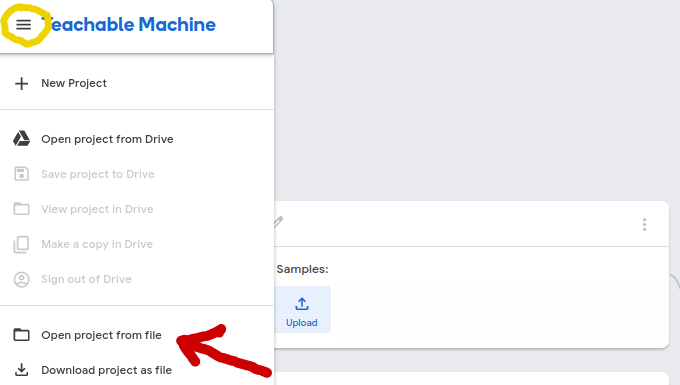 Teachable Machine
New Project
Open project from Drive
Save project to Drive
View project in Drive
Make a copy in Drive
Sign out of Drive
Samples:
Upload
Open project from file
Download project as file